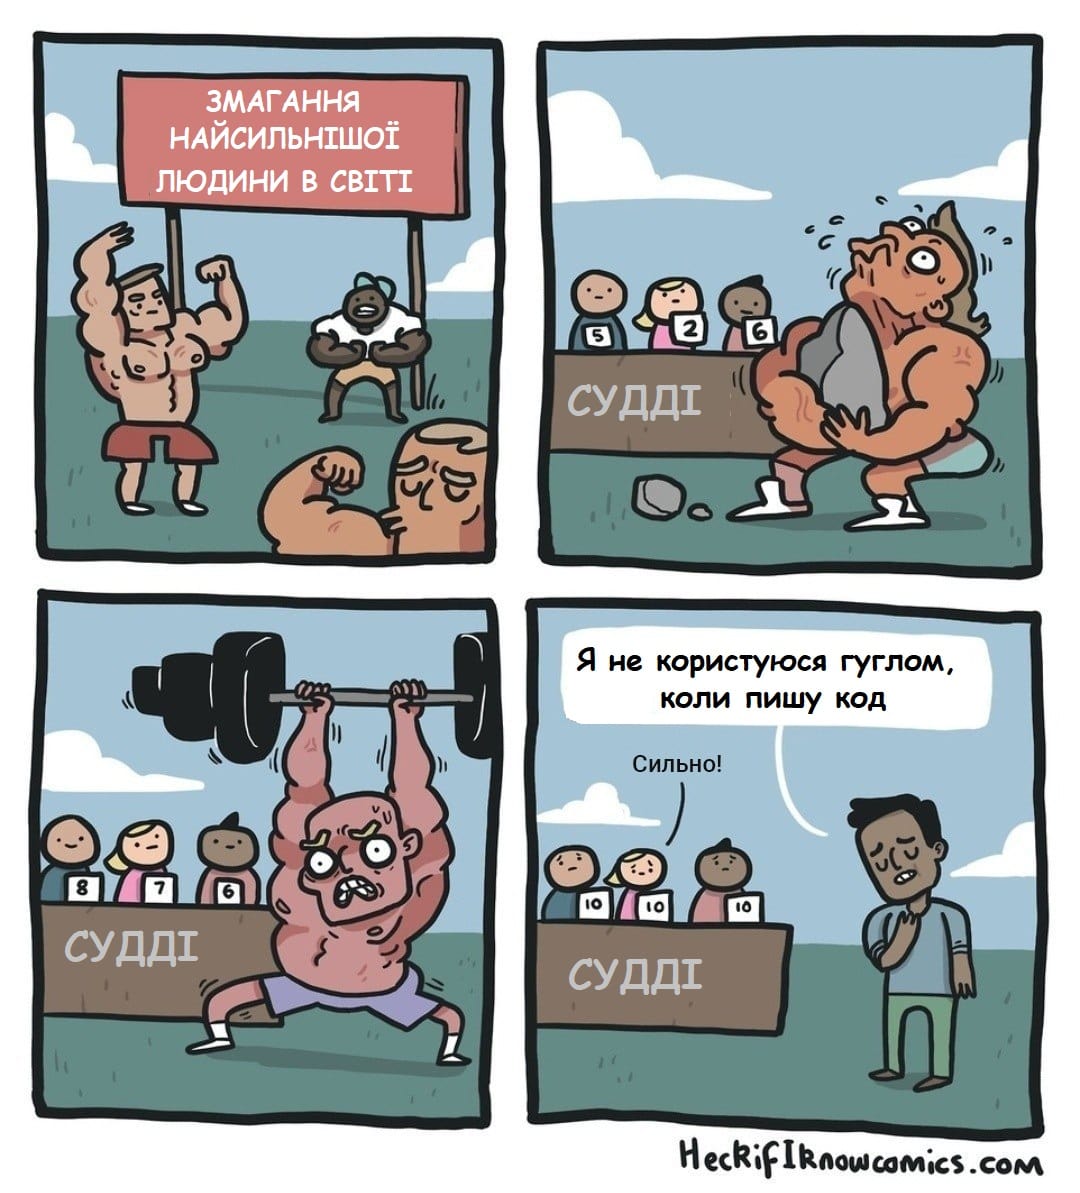 ЗМАГАННЯ
НАЙСИЛЬНІШОЇ
ЛЮДИНИ В СВІТІ
5
2
6
СУДДІ
8
7
6
СУДДІ
Я не користуюся гуглом,
коли пишу код
Сильно!
10
10
10
СУДДІ
HeckifIknowcomics.com